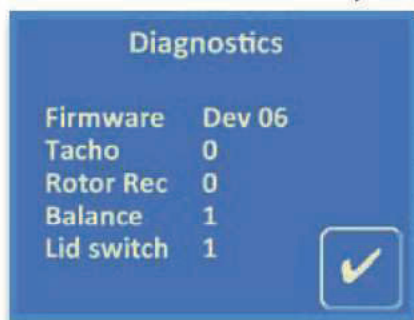 Diagnostics
Firmware Dev 06
Tacho 0
Rotor Rec 0
Balance 1
Lid switch 1